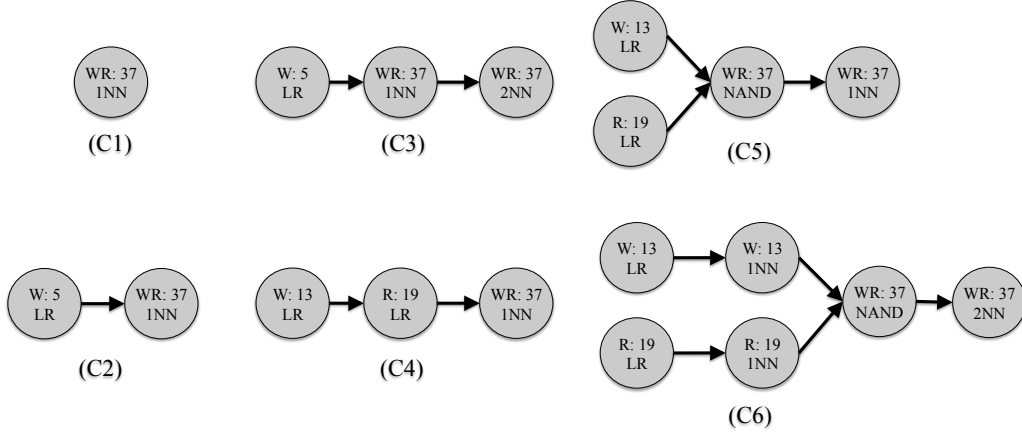 WR: 37
1NN
(C1)
W: 5
LR
WR: 37
1NN
WR: 37
2NN
(C3)
W: 13
LR
R: 19
LR
WR: 37
NAND
WR: 37
1NN
(C5)
W: 5
LR
WR: 37
1NN
(C2)
W: 13
LR
R: 19
LR
WR: 37
1NN
(C4)
W: 13
LR
W: 13
1NN
R: 19
LR
R: 19
1NN
WR: 37
NAND
WR: 37
2NN
(C6)